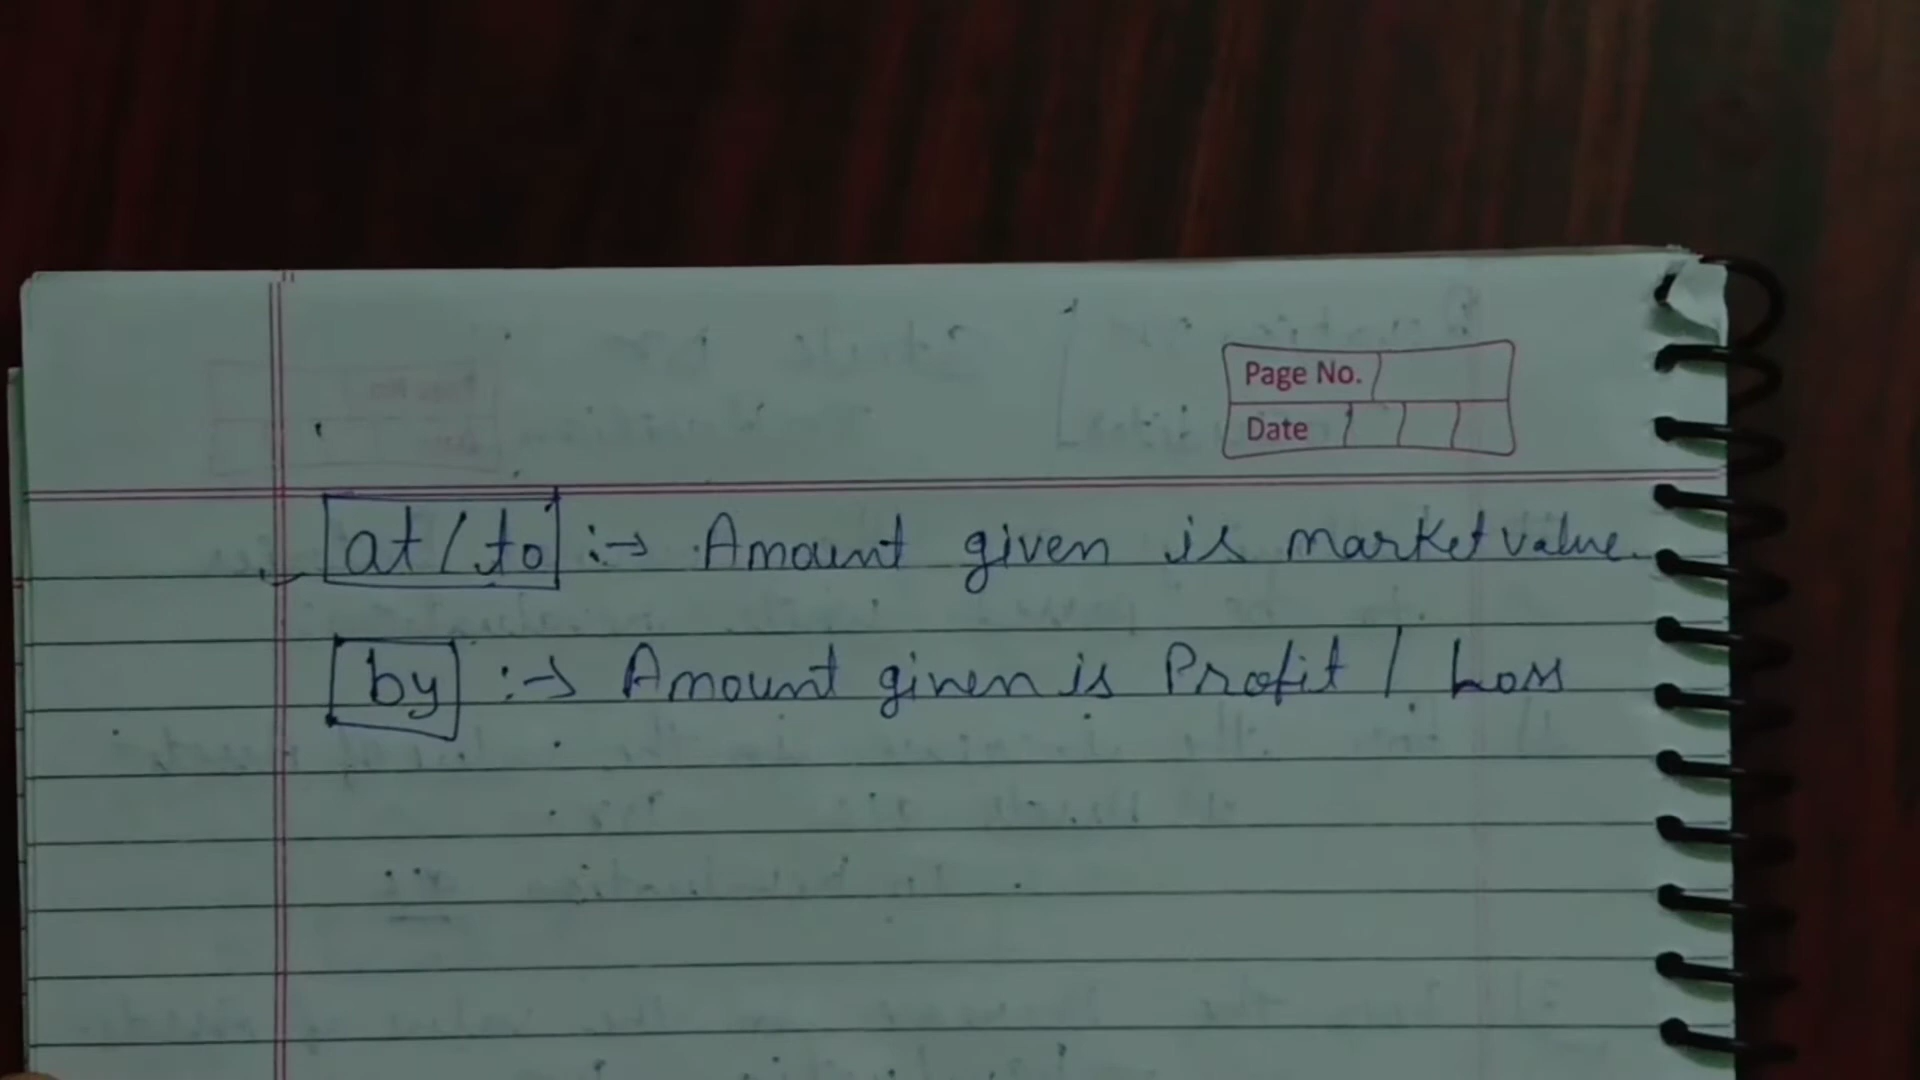 Page No.
Date
at / to :→ Amount given is market value.
by :→ Amount given is Profit / Loss